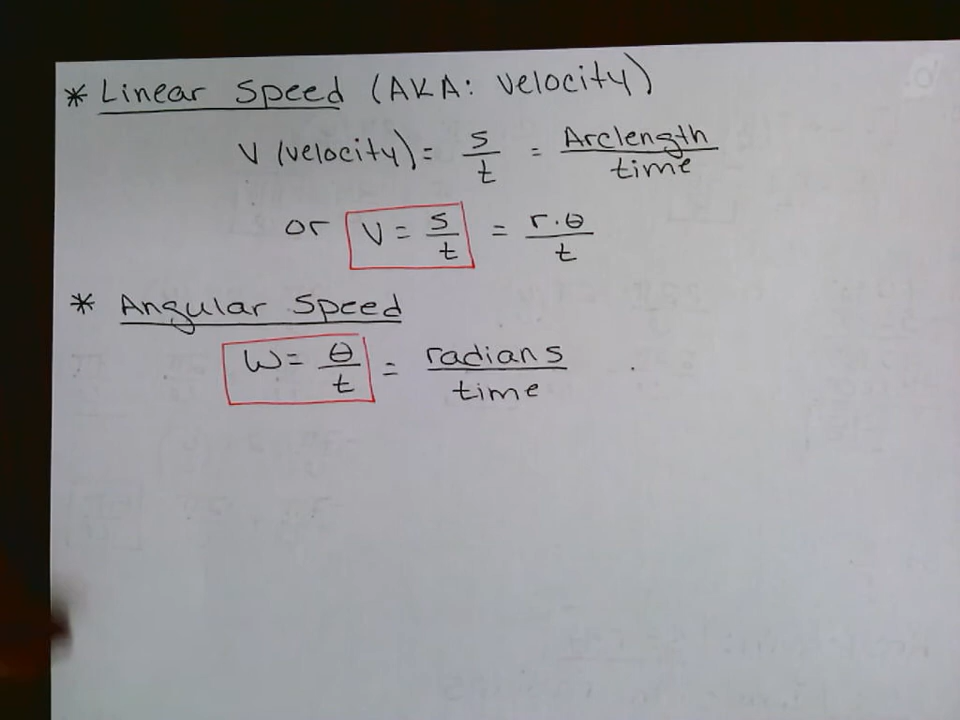 * Linear Speed (AKA: velocity)
V (velocity) = s/t = Arclength/time
or V = s/t = r·θ/t
* Angular Speed
W = θ/t = radians/time